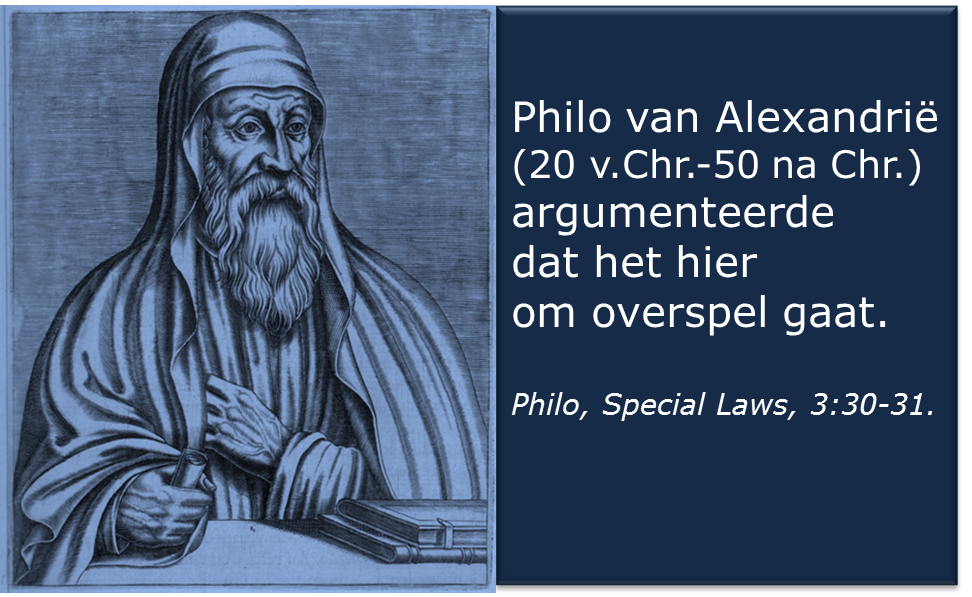 Philo van Alexandrië
(20 v.Chr.-50 na Chr.)
argumenteerde
dat het hier
om overspel gaat.
Philo, Special Laws, 3:30-31.